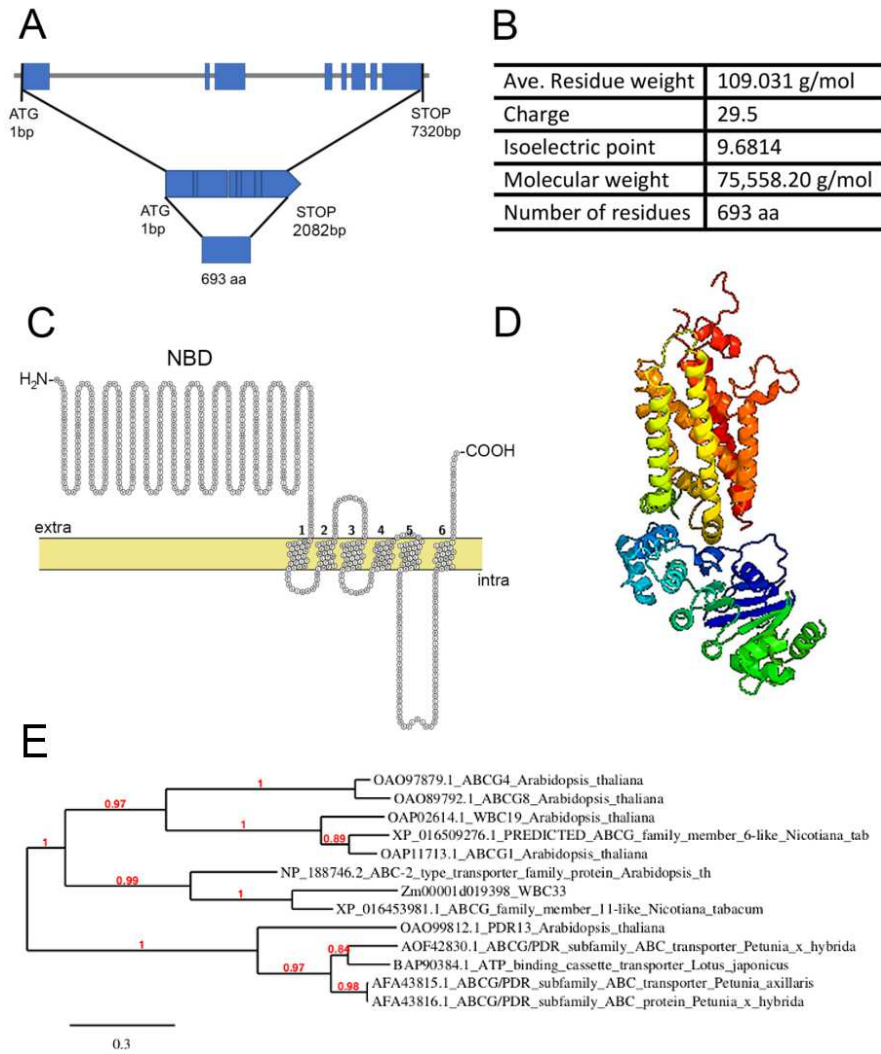 A
ATG
1bp
STOP
7320bp
ATG
1bp
STOP
2082bp
693 aa
B
Ave. Residue weight 109.031 g/mol
Charge 29.5
Isoelectric point 9.6814
Molecular weight 75,558.20 g/mol
Number of residues 693 aa
C
NBD
H2N-
-COOH
extra
1 2 3 4 5 6
intra
D
E
OAO97879.1_ABCG4_Arabidopsis_thaliana
1
0.97
OAO89792.1_ABCG8_Arabidopsis_thaliana
OAP02614.1_WBC19_Arabidopsis_thaliana
1
XP_016509276.1_PREDICTED_ABCG_family_member_6-like_Nicotiana_tab
0.89
1
OAP11713.1_ABCG1_Arabidopsis_thaliana
NP_188746.2_ABC-2_type_transporter_family_protein_Arabidopsis_th
0.99
Zm00001d019398_WBC33
1
XP_016453981.1_ABCG_family_member_11-like_Nicotiana_tabacum
OAO99812.1_PDR13_Arabidopsis_thaliana
1
AOF42830.1_ABCG/PDR_subfamily_ABC_transporter_Petunia_x_hybrida
0.84
0.97
BAP90384.1_ATP_binding_cassette_transporter_Lotus_japonicus
AFA43815.1_ABCG/PDR_subfamily_ABC_transporter_Petunia_axillaris
0.98
AFA43816.1_ABCG/PDR_subfamily_ABC_protein_Petunia_x_hybrida
0.3